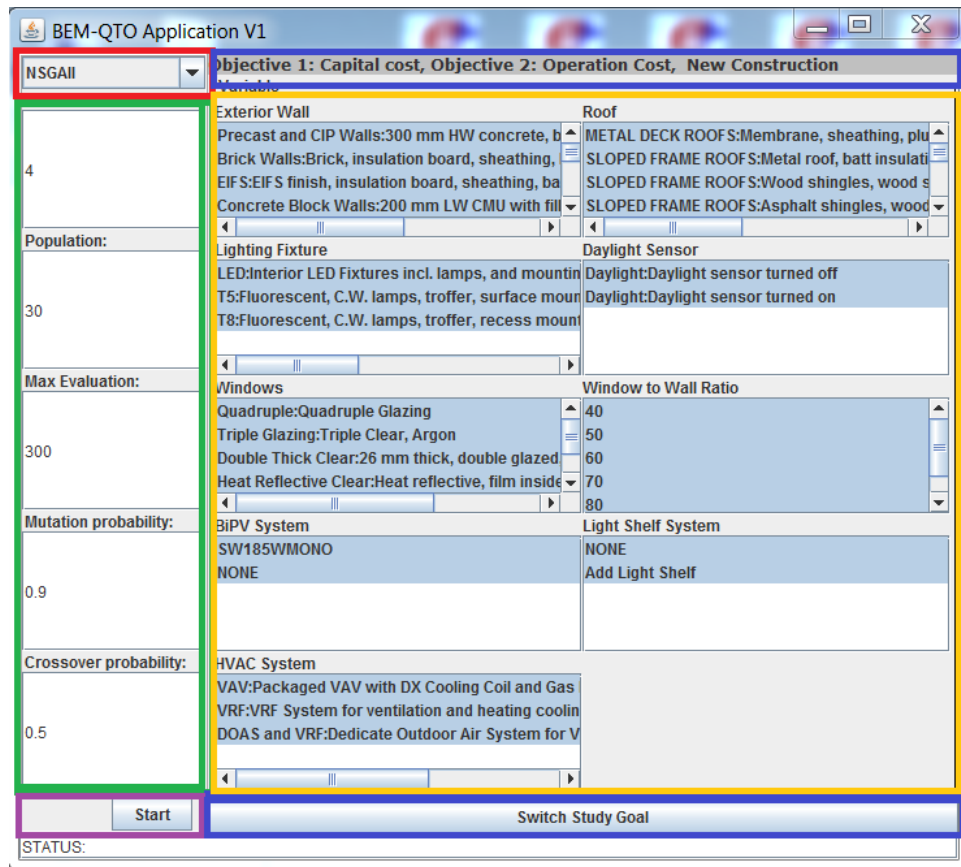 BEM-QTO Application V1
NSGAII
Objective 1: Capital cost, Objective 2: Operation Cost, New Construction
Variable
4
Population:
30
Max Evaluation:
300
Mutation probability:
0.9
Crossover probability:
0.5
Exterior Wall
Precast and CIP Walls:300 mm HW concrete, b
Brick Walls:Brick, insulation board, sheathing,
EIFS:EIFS finish, insulation board, sheathing, ba
Concrete Block Walls:200 mm LW CMU with fill
Roof
METAL DECK ROOFS:Membrane, sheathing, plu
SLOPED FRAME ROOFS:Metal roof, batt insulati
SLOPED FRAME ROOFS:Wood shingles, wood s
SLOPED FRAME ROOFS:Asphalt shingles, wood
Lighting Fixture
LED:Interior LED Fixtures incl. lamps, and mountin
T5:Fluorescent, C.W. lamps, troffer, surface moun
T8:Fluorescent, C.W. lamps, troffer, recess mount
Daylight Sensor
Daylight:Daylight sensor turned off
Daylight:Daylight sensor turned on
Windows
Quadruple:Quadruple Glazing
Triple Glazing:Triple Clear, Argon
Double Thick Clear:26 mm thick, double glazed
Heat Reflective Clear:Heat reflective, film inside
Window to Wall Ratio
40
50
60
70
80
BiPV System
SW185WMONO
NONE
Light Shelf System
NONE
Add Light Shelf
HVAC System
VAV:Packaged VAV with DX Cooling Coil and Gas
VRF:VRF System for ventilation and heating coolin
DOAS and VRF:Dedicate Outdoor Air System for V
Start
Switch Study Goal
STATUS: